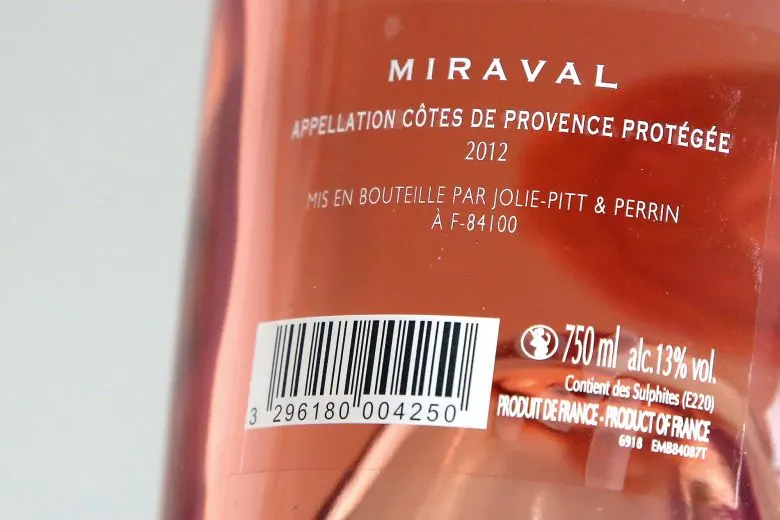 MIRAVAL
APPELLATION CÔTES DE PROVENCE PROTÉGÉE
2012
MIS EN BOUTEILLE PAR JOLIE-PITT & PERRIN
À F-84100
3 296180 004250
750 ml alc.13% vol.
Contient des Sulphites (E220)
PRODUIT DE FRANCE - PRODUCT OF FRANCE
6918 EMB84087T